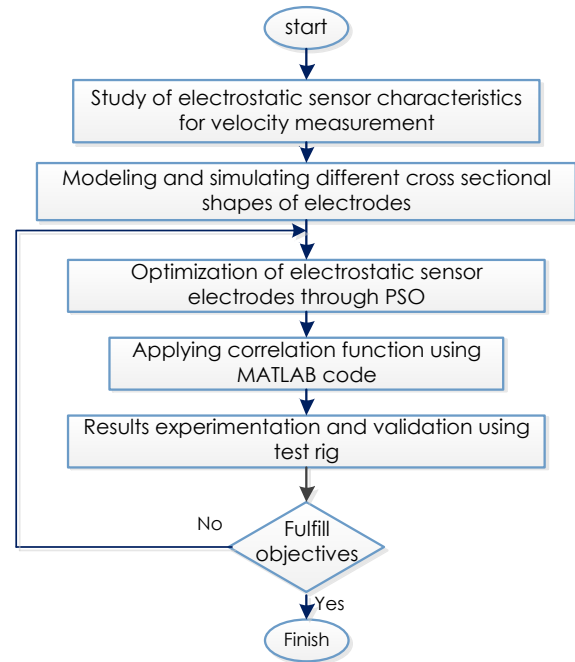 start
Study of electrostatic sensor characteristics
for velocity measurement
Modeling and simulating different cross sectional
shapes of electrodes
Optimization of electrostatic sensor
electrodes through PSO
Applying correlation function using
MATLAB code
Results experimentation and validation using
test rig
No
Fulfill
objectives
Yes
Finish